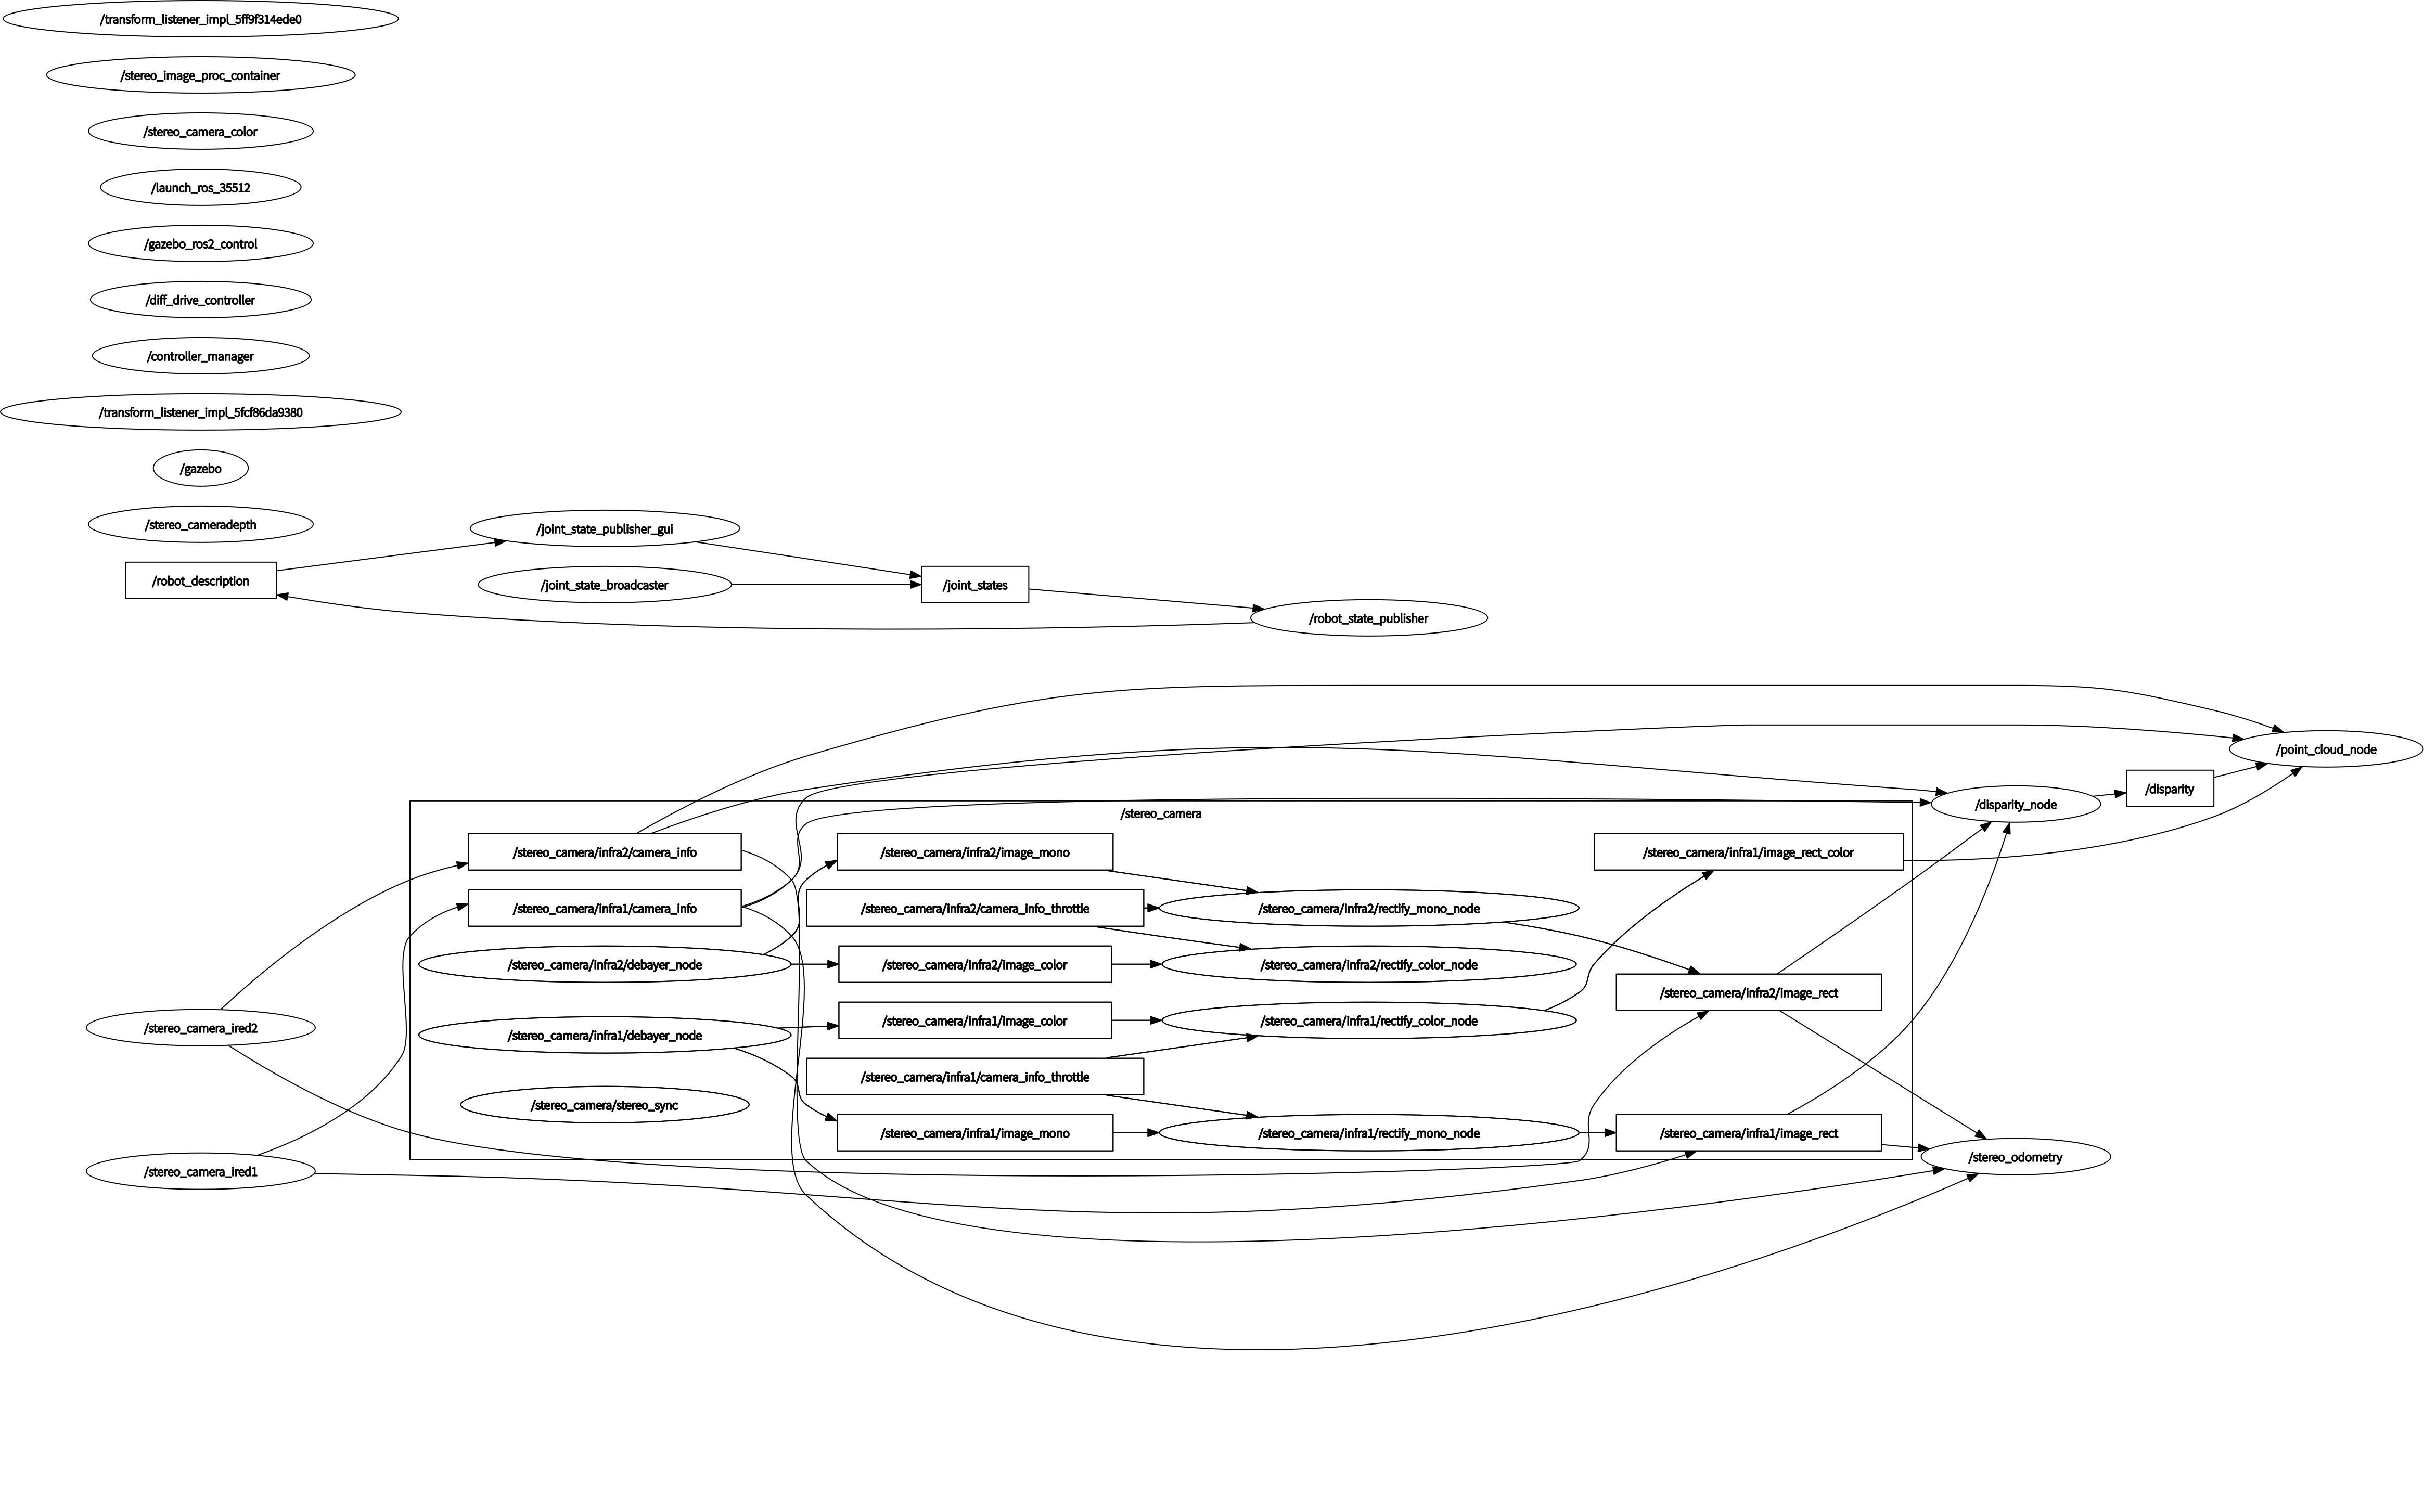 /transform_listener_impl_5ff9f314ede0
/stereo_image_proc_container
/stereo_camera_color
/launch_ros_35512
/gazebo_ros2_control
/diff_drive_controller
/controller_manager
/transform_listener_impl_5fcf86da9380
/gazebo
/stereo_cameradepth
/robot_description
/joint_state_publisher_gui
/joint_state_broadcaster
/joint_states
/robot_state_publisher
/point_cloud_node
/disparity
/disparity_node
/stereo_camera
/stereo_camera/infra2/camera_info
/stereo_camera/infra2/image_mono
/stereo_camera/infra1/image_rect_color
/stereo_camera/infra1/camera_info
/stereo_camera/infra2/camera_info_throttle
/stereo_camera/infra2/rectify_mono_node
/stereo_camera/infra2/debayer_node
/stereo_camera/infra2/image_color
/stereo_camera/infra2/rectify_color_node
/stereo_camera/infra2/image_rect
/stereo_camera_ired2
/stereo_camera/infra1/debayer_node
/stereo_camera/infra1/image_color
/stereo_camera/infra1/rectify_color_node
/stereo_camera/infra1/camera_info_throttle
/stereo_camera/stereo_sync
/stereo_camera/infra1/image_mono
/stereo_camera/infra1/rectify_mono_node
/stereo_camera/infra1/image_rect
/stereo_camera_ired1
/stereo_odometry